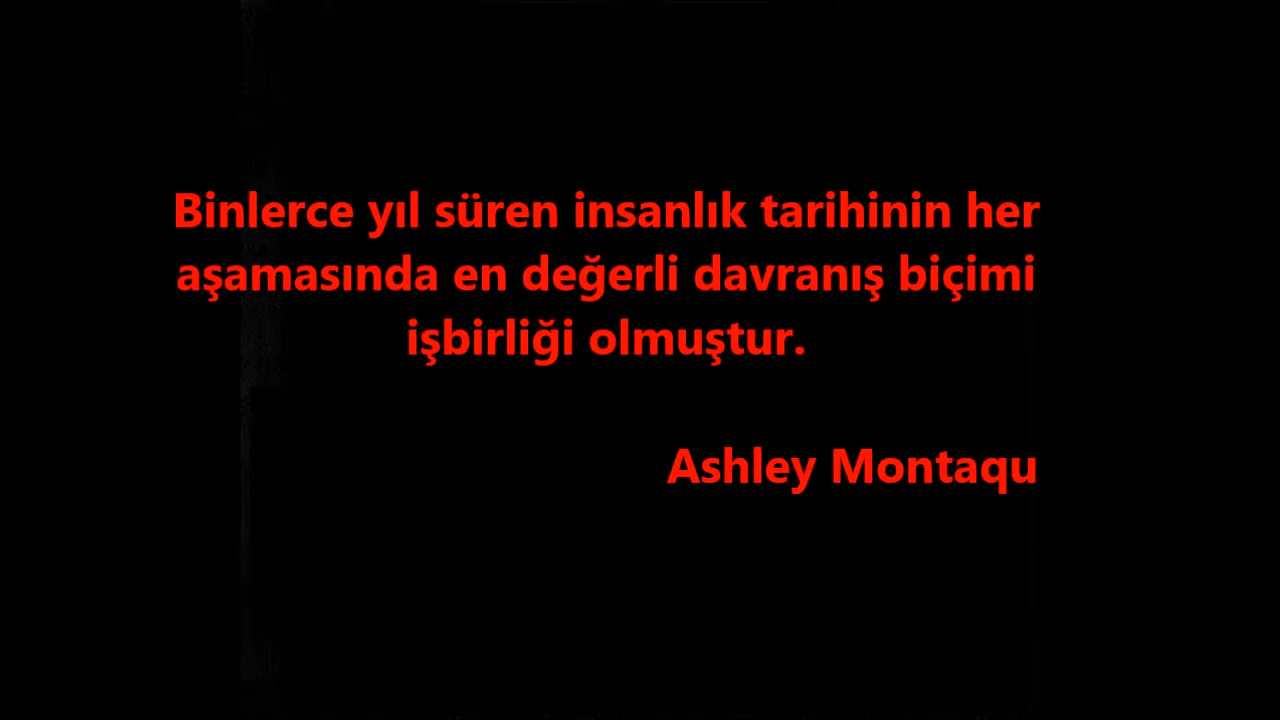 Binlerce yıl süren insanlık tarihinin her
aşamasında en değerli davranış biçimi
işbirliği olmuştur.
Ashley Montaqu